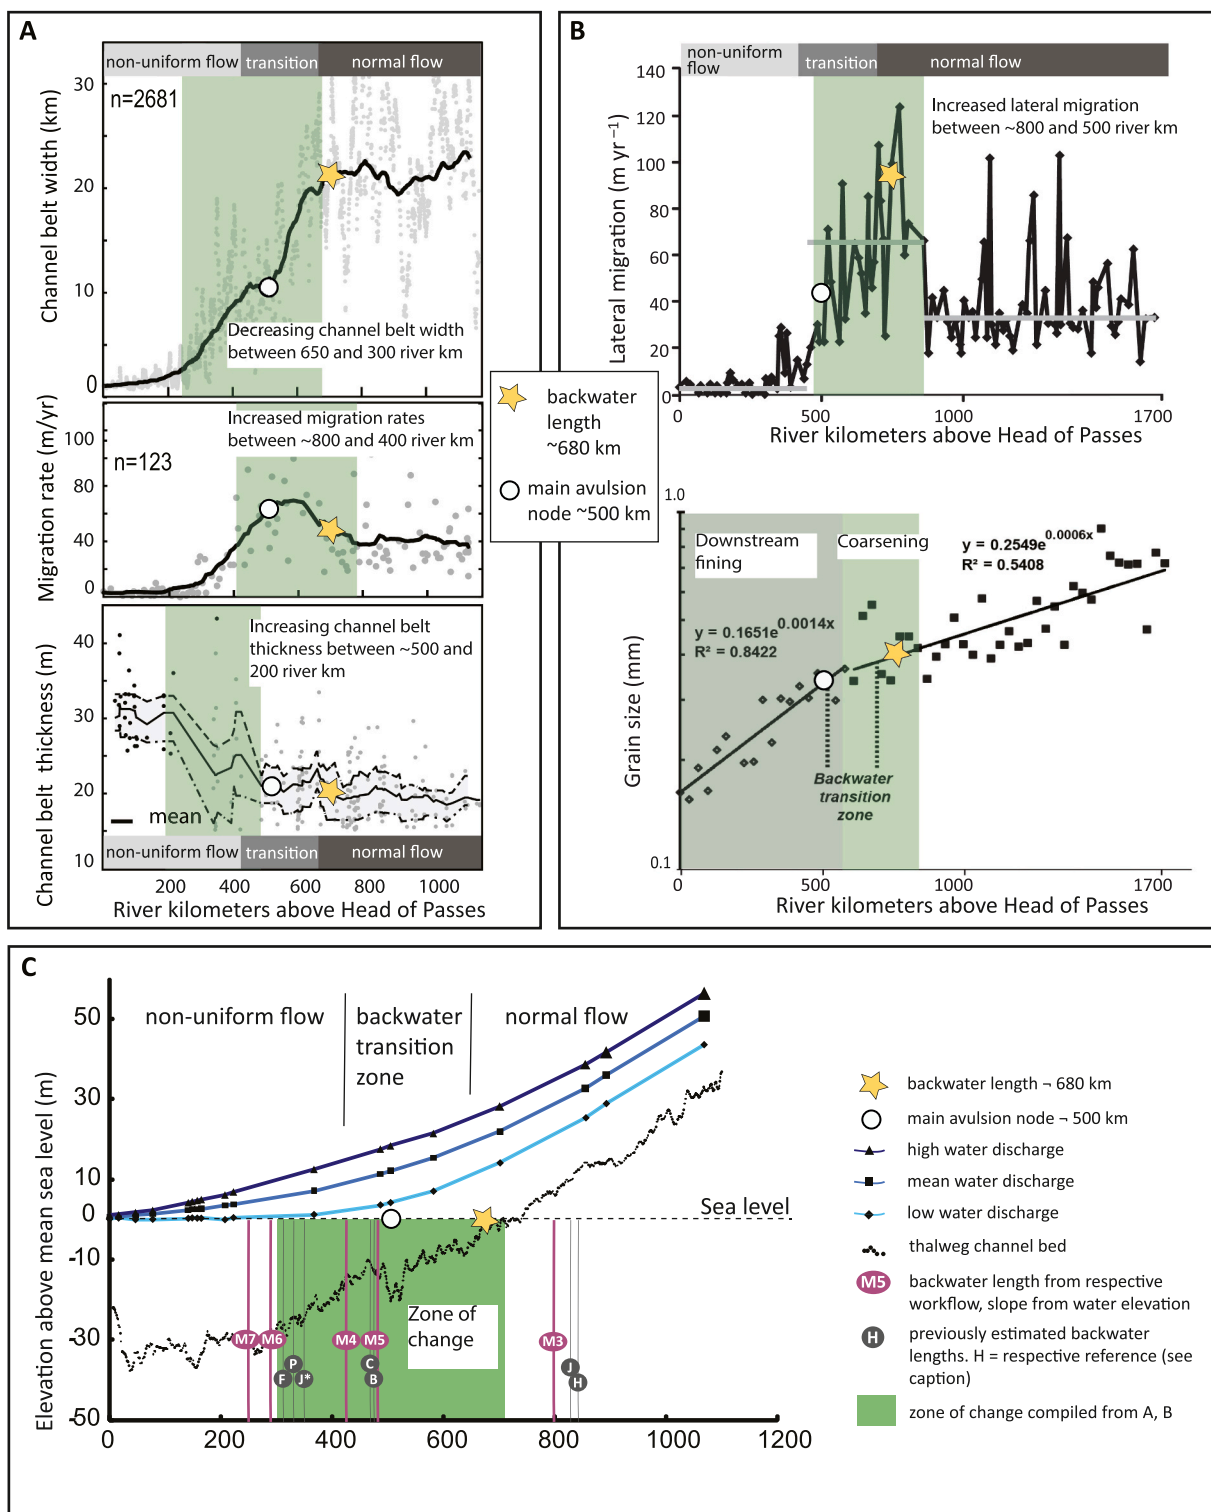 A
non-uniform flow
transition
normal flow
n=2681
Channel belt width (km)
30
20
10
0
Decreasing channel belt width
between 650 and 300 river km
Migration rate (m/yr)
100
80
60
40
20
0
Increased migration rates
between ~800 and 400 river km
n=123
Channel belt thickness (m)
40
30
20
10
Increasing channel belt
thickness between ~500 and
200 river km
mean
non-uniform flow
transition
normal flow
200 400 600 800 1000
River kilometers above Head of Passes
backwater
length
~680 km
main avulsion
node ~500 km
B
non-uniform
flow
transition
normal flow
Lateral migration (m yr⁻¹)
140
120
100
80
60
40
20
0
Increased lateral migration
between ~800 and 500 river km
0 500 1000 1700
River kilometers above Head of Passes
Grain size (mm)
1.0
0.1
Downstream
fining
Coarsening
y = 0.2549e^0.0006x
R² = 0.5408
y = 0.1651e^0.0014x
R² = 0.8422
Backwater
transition
zone
0 500 1000 1700
River kilometers above Head of Passes
C
Elevation above mean sea level (m)
50
30
10
0
-10
-30
-50
non-uniform flow
backwater
transition
zone
normal flow
Sea level
Zone of
change
M7
M6
M4
M5
M3
P
F
J*
C
B
J
H
0 200 400 600 800 1000 1200
backwater length ¬ 680 km
main avulsion node ¬ 500 km
high water discharge
mean water discharge
low water discharge
thalweg channel bed
M5
backwater length from respective
workflow, slope from water elevation
H
previously estimated backwater
lengths. H = respective reference (see
caption)
zone of change compiled from A, B